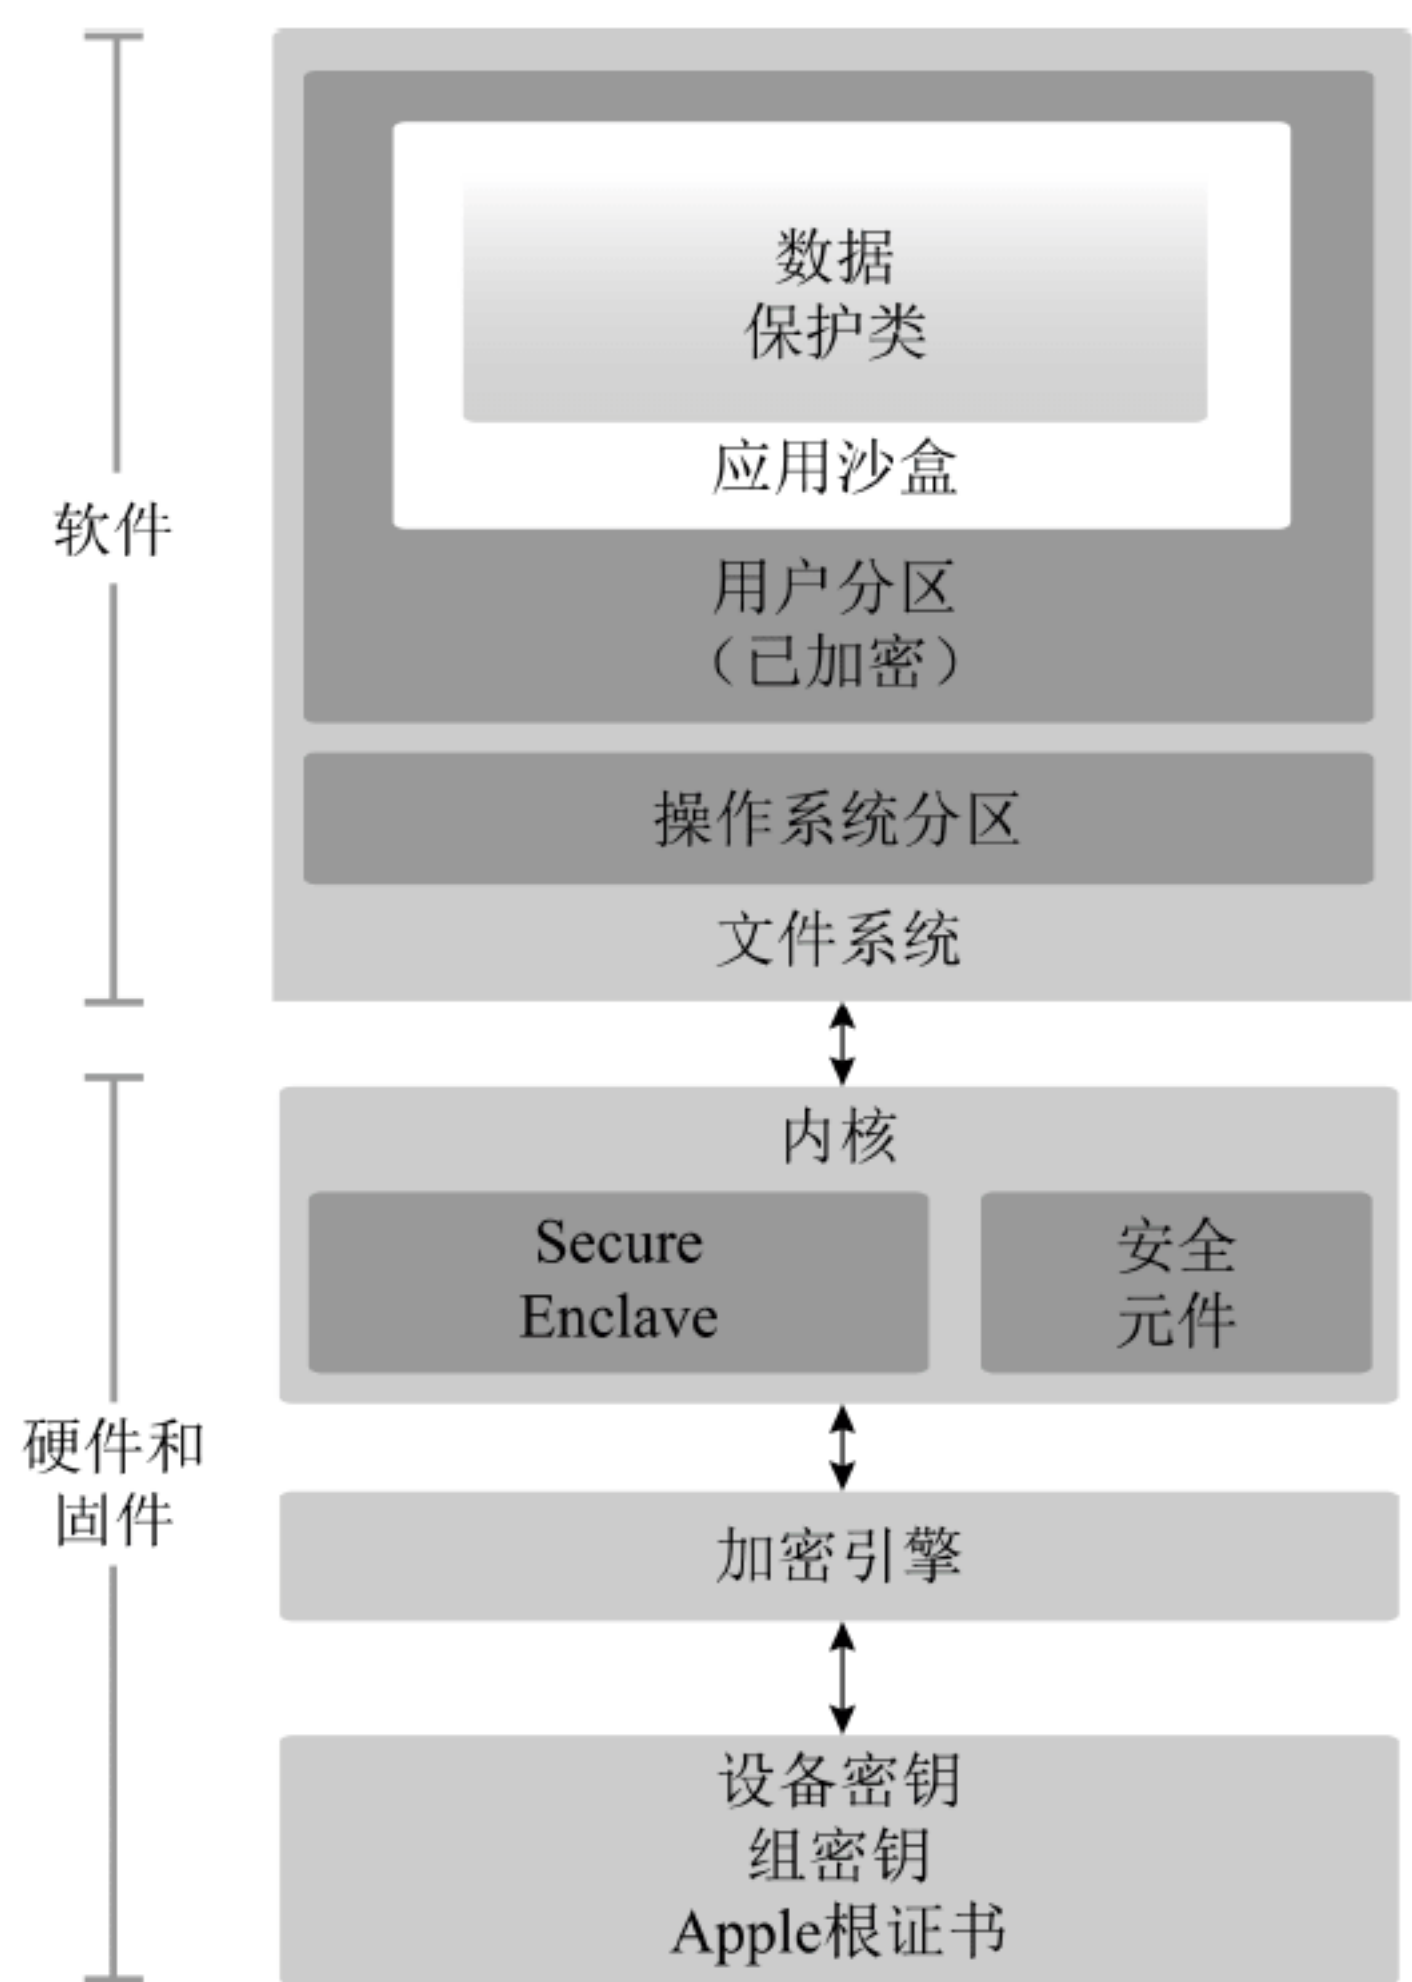 数据
保护类
应用沙盒
用户分区
（已加密）
操作系统分区
文件系统
软件
内核
Secure
Enclave
安全
元件
硬件和
固件
加密引擎
设备密钥
组密钥
Apple根证书